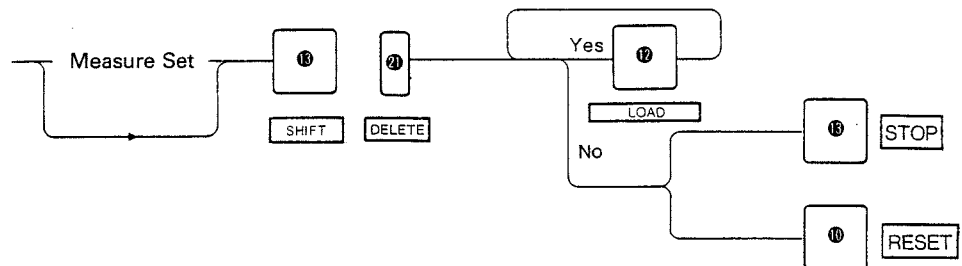 Yes
Measure Set
⓭
㉑
⓬
SHIFT
DELETE
LOAD
No
⓭
STOP
❿
RESET